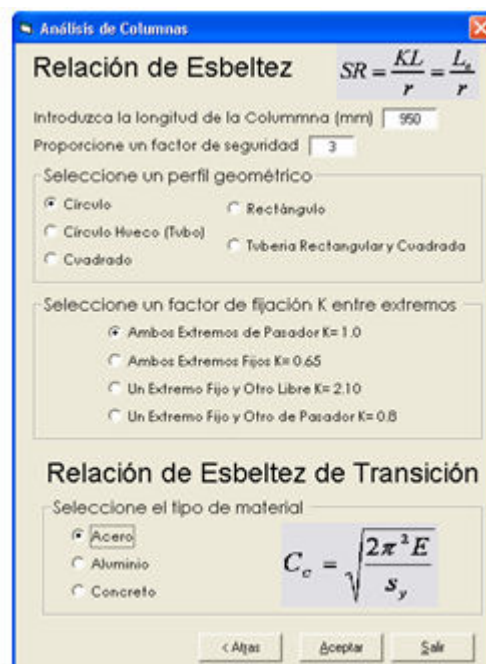 Análisis de Columnas
Relación de Esbeltez
SR = KL/r = Le/r
Introduzca la longitud de la Colummna (mm) 950
Proporcione un factor de seguridad 3
Seleccione un perfil geométrico
Círculo
Rectángulo
Círculo Hueco (Tubo)
Tuberia Rectangular y Cuadrada
Cuadrado
Seleccione un factor de fijación K entre extremos
Ambos Extremos de Pasador K= 1.0
Ambos Extremos Fijos K= 0.65
Un Extremo Fijo y Otro Libre K= 2.10
Un Extremo Fijo y Otro de Pasador K= 0.8
Relación de Esbeltez de Transición
Seleccione el tipo de material
Acero
Aluminio
Concreto
C_c = √(2π²E/s_y)
< Atras Aceptar Salir